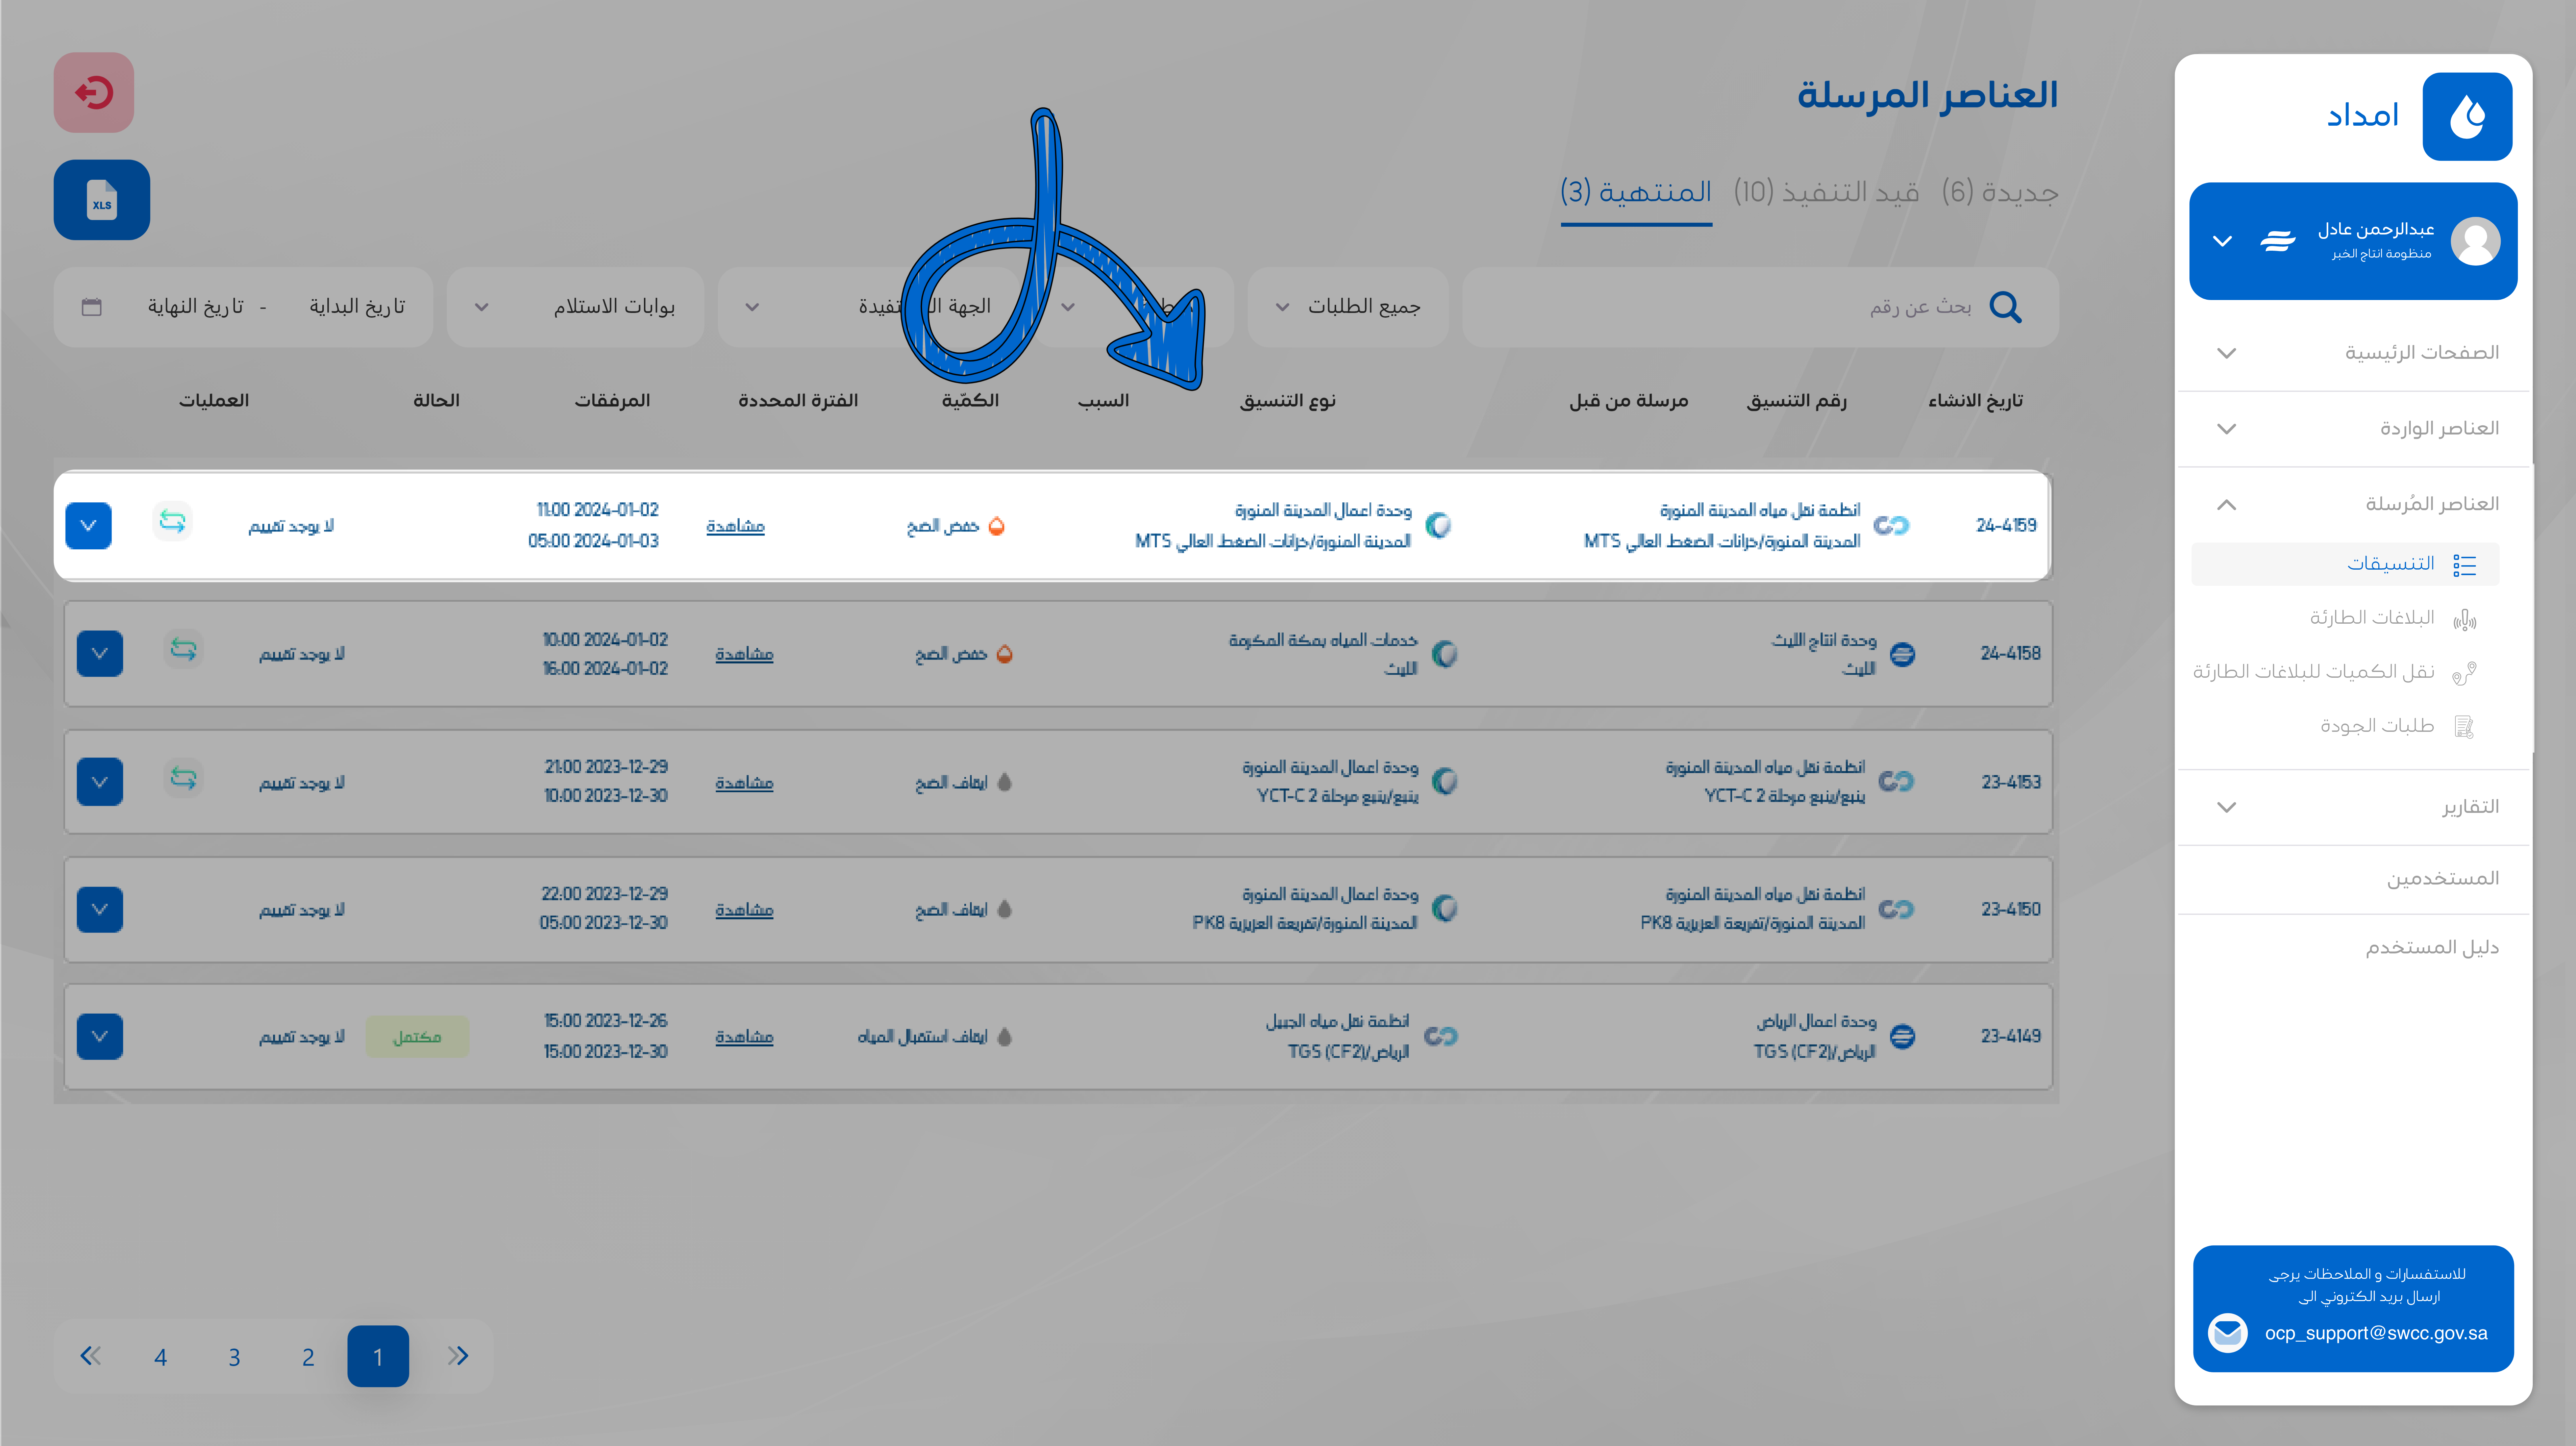 امداد
عبدالرحمن عادل
منظومة انتاج الخبر
الصفحات الرئيسية
العناصر الواردة
العناصر المُرسلة
التنسيقات
البلاغات الطارئة
نقل الكميات للبلاغات الطارئة
طلبات الجودة
التقارير
المستخدمين
دليل المستخدم
للاستفسارات و الملاحظات يرجى
ارسال بريد الكتروني الى
ocp_support@swcc.gov.sa
العناصر المرسلة
جديدة (6) قيد التنفيذ (10) المنتهية (3)
XLS
بحث عن رقم
جميع الطلبات
الجهة
بوابات الاستلام
تاريخ البداية - تاريخ النهاية
تاريخ الانشاء رقم التنسيق مرسلة من قبل نوع التنسيق السبب الكمّية الفترة المحددة المرفقات الحالة العمليات
24-4159
انظمة نقل مياه المدينة المنورة
المدينة المنورة/خزانات الضغط العالي MTS
وحدة اعمال المدينة المنورة
المدينة المنورة/خزانات الضغط العالي MTS
خفض الضخ
مشاهدة
11:00 2024-01-02
05:00 2024-01-03
لا يوجد تقييم
24-4158
وحدة انتاج الليث
الليث
خدمات المياه بمكة المكرمة
الليث
خفض الضخ
مشاهدة
10:00 2024-01-02
16:00 2024-01-02
لا يوجد تقييم
23-4153
انظمة نقل مياه المدينة المنورة
ينبع/ينبع مرحلة 2 YCT-C
وحدة اعمال المدينة المنورة
ينبع/ينبع مرحلة 2 YCT-C
ايقاف الضخ
مشاهدة
21:00 2023-12-29
10:00 2023-12-30
لا يوجد تقييم
23-4150
انظمة نقل مياه المدينة المنورة
المدينة المنورة/تفريعة العزيزية PK8
وحدة اعمال المدينة المنورة
المدينة المنورة/تفريعة العزيزية PK8
ايقاف الضخ
مشاهدة
22:00 2023-12-29
05:00 2023-12-30
لا يوجد تقييم
23-4149
وحدة اعمال الرياض
الرياض/TGS (CF2)
انظمة نقل مياه الجبيل
الرياض/TGS (CF2)
ايقاف استقبال المياه
مشاهدة
15:00 2023-12-26
15:00 2023-12-30
مكتمل
لا يوجد تقييم
1 2 3 4